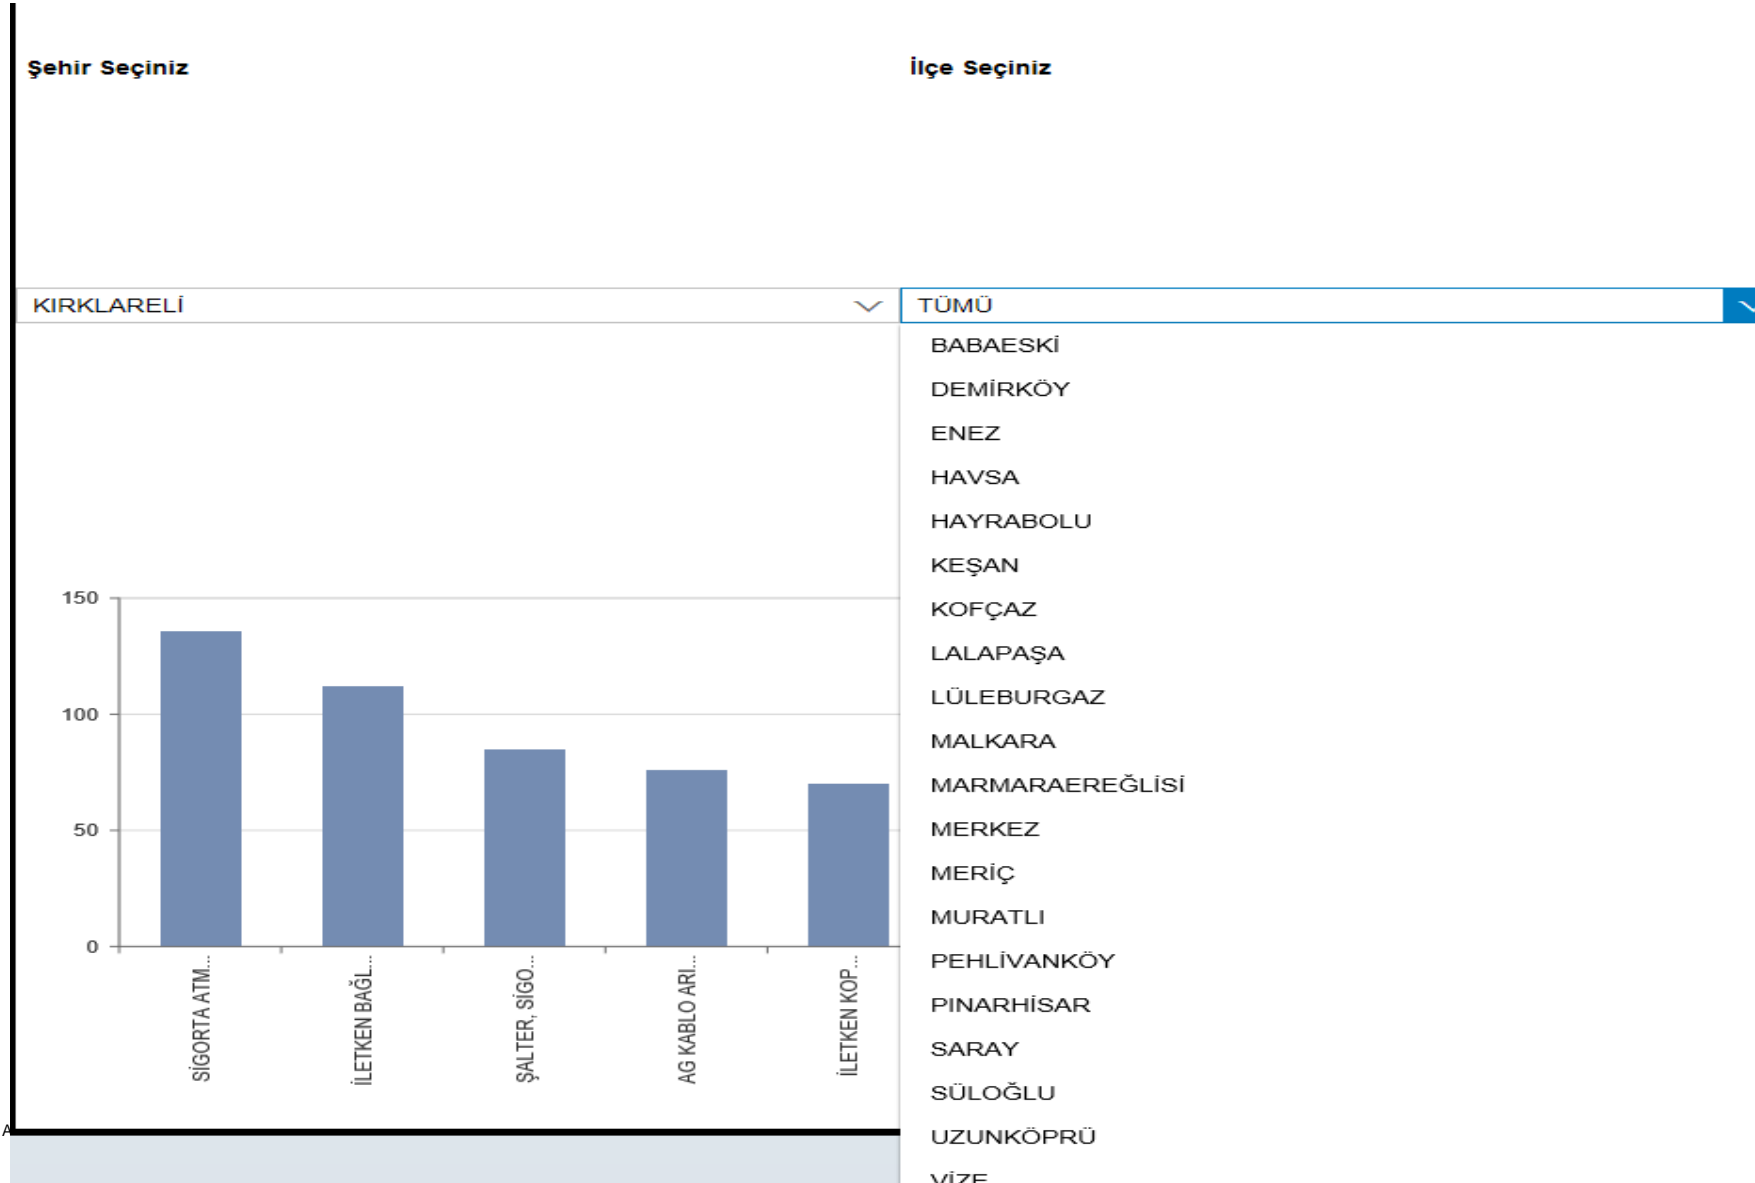 Şehir Seçiniz
İlçe Seçiniz
KIRKLARELİ
TÜMÜ
BABAESKİ
DEMİRKÖY
ENEZ
HAVSA
HAYRABOLU
KEŞAN
KOFÇAZ
LALAPAŞA
LÜLEBURGAZ
MALKARA
MARMARAEREĞLİSİ
MERKEZ
MERİÇ
MURATLI
PEHLİVANKÖY
PINARHİSAR
SARAY
SÜLOĞLU
UZUNKÖPRÜ
VİZE
150
100
50
0
SİGORTA ATM...
İLETKEN BAĞL...
ŞALTER, SİGO...
AG KABLO ARI...
İLETKEN KOP...
A